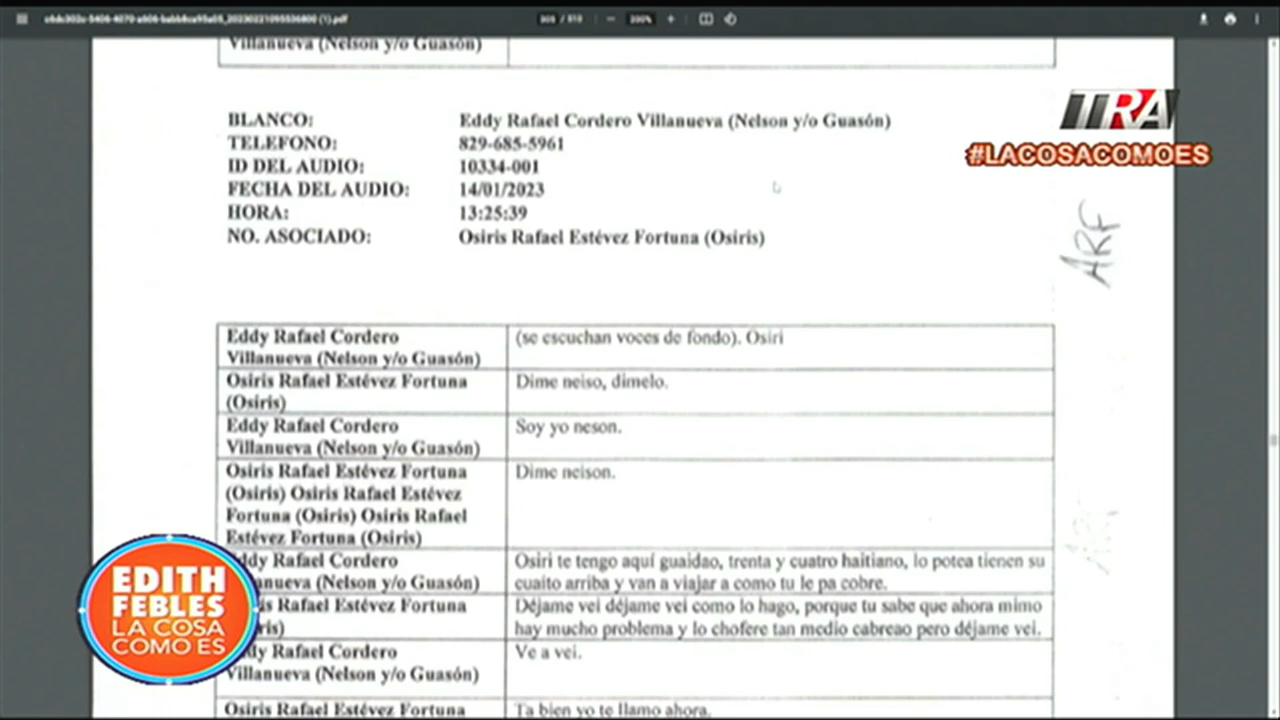 Villanueva (Nelson y/o Guasón)
TRA
#LACOSACOMOES
BLANCO: Eddy Rafael Cordero Villanueva (Nelson y/o Guasón)
TELEFONO: 829-685-5961
ID DEL AUDIO: 10334-001
FECHA DEL AUDIO: 14/01/2023
HORA: 13:25:39
NO. ASOCIADO: Osiris Rafael Estévez Fortuna (Osiris)
ARF
Eddy Rafael Cordero
Villanueva (Nelson y/o Guasón)
(se escuchan voces de fondo). Osiri
Osiris Rafael Estévez Fortuna
(Osiris)
Dime neiso, dimelo.
Eddy Rafael Cordero
Villanueva (Nelson y/o Guasón)
Soy yo neson.
Osiris Rafael Estévez Fortuna
(Osiris) Osiris Rafael Estévez
Fortuna (Osiris) Osiris Rafael
Estévez Fortuna (Osiris)
Dime neison.
Eddy Rafael Cordero
anueva (Nelson y/o Guasón)
Osiri te tengo aquí guaidao, trenta y cuatro haitiano, lo potea tienen su
cuaito arriba y van a viajar a como tu le pa cobre.
is Rafael Estévez Fortuna
ris)
Déjame vei déjame vei como lo hago, porque tu sabe que ahora mimo
hay mucho problema y lo chofere tan medio cabreao pero déjame vei.
dy Rafael Cordero
Villanueva (Nelson y/o Guasón)
Ve a vei.
Osiris Rafael Estévez Fortuna
Ta bien yo te llamo ahora.
EDITH
FEBLES
LA COSA
COMO ES